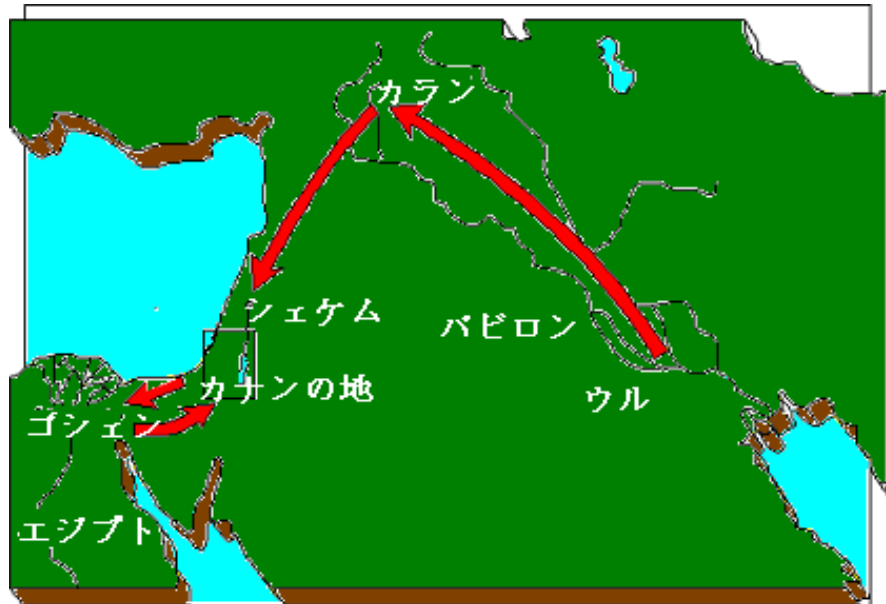 カラン
シェケム
バビロン
カナンの地
ウル
ゴシェン
エジプト